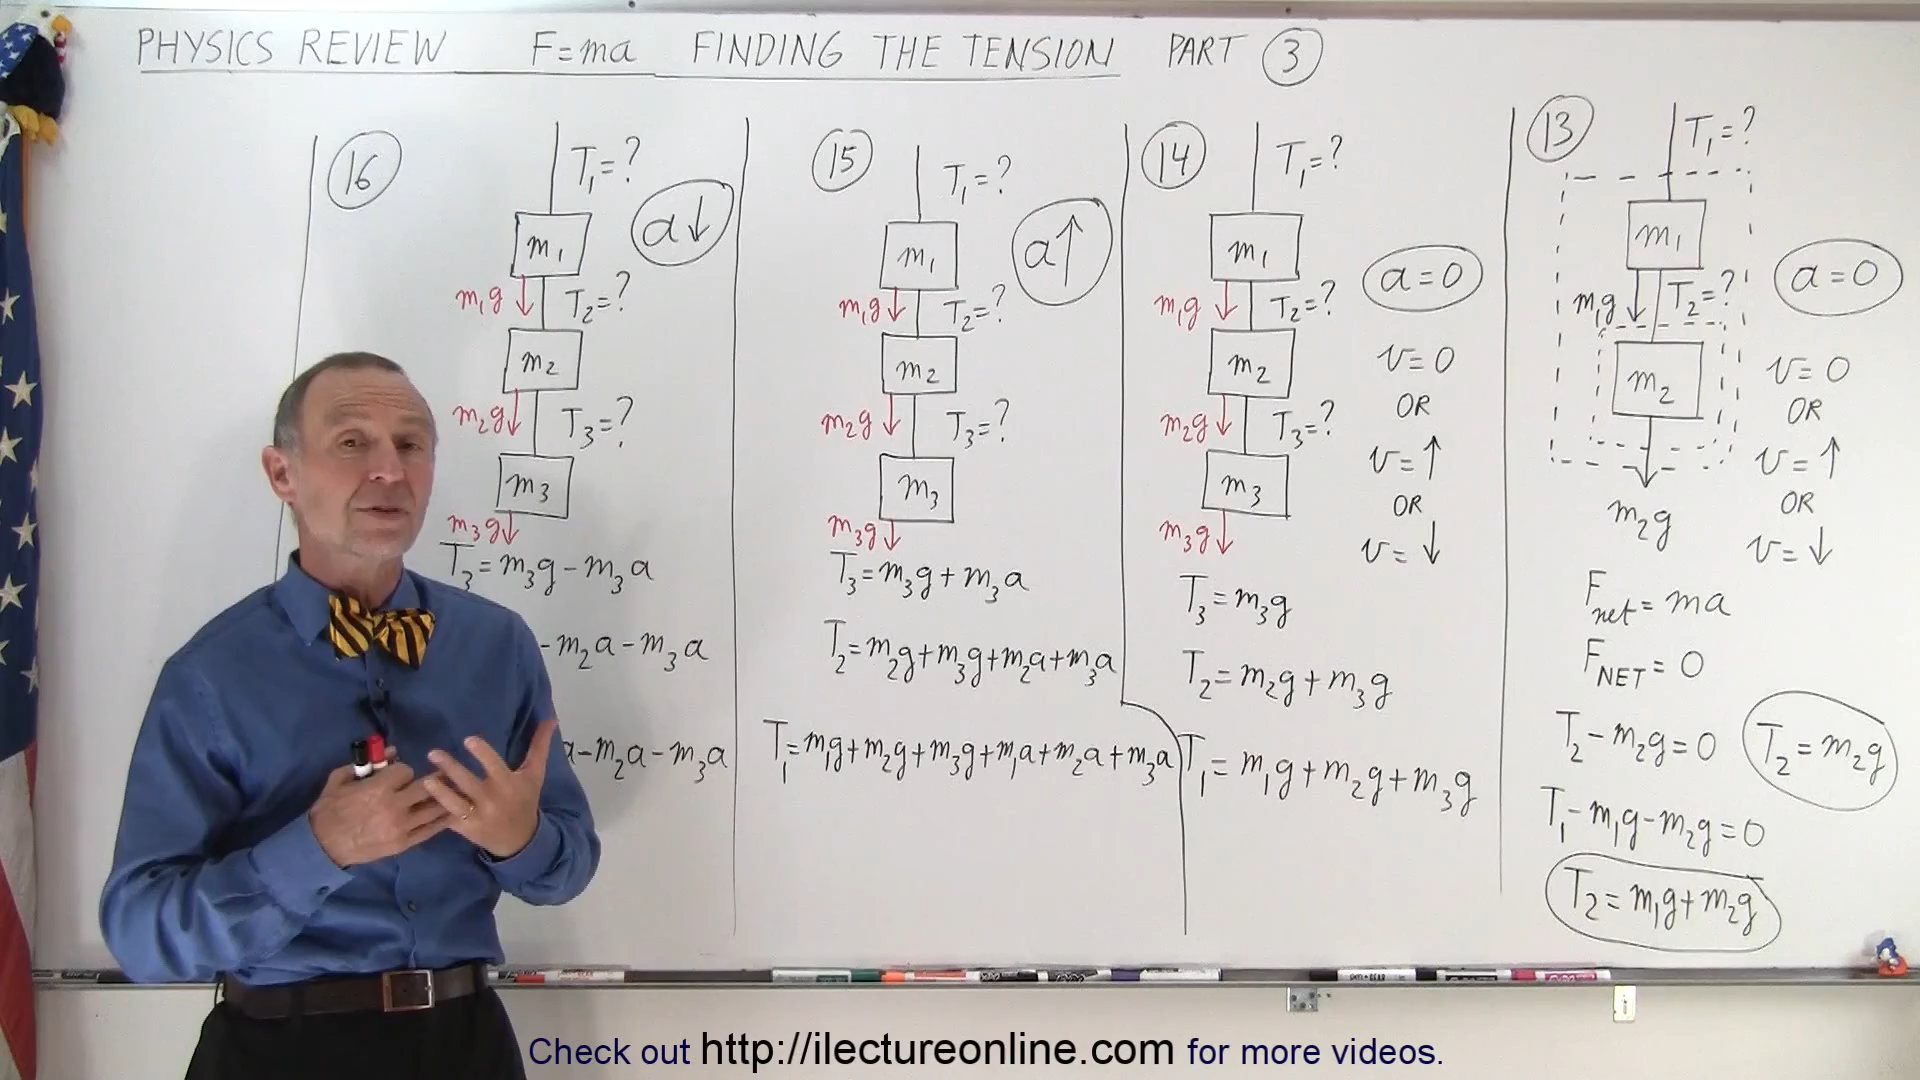 PHYSICS REVIEW F=ma FINDING THE TENSION PART 3
16
T₁=?
a↓
m₁
m₁g↓
T₂=?
m₂
m₂g↓
T₃=?
m₃
m₃g↓
T₃=m₃g-m₃a
-m₂a-m₃a
a-m₂a-m₃a
15
T₁=?
a↑
m₁
m₁g↓
T₂=?
m₂
m₂g↓
T₃=?
m₃
m₃g↓
T₃=m₃g+m₃a
T₂=m₂g+m₃g+m₂a+m₃a
T₁=m₁g+m₂g+m₃g+m₁a+m₂a+m₃a
14
T₁=?
m₁
a=0
m₁g↓
T₂=?
v=0
m₂
OR
m₂g↓
T₃=?
v=↑
m₃
OR
m₃g↓
v=↓
T₃=m₃g
T₂=m₂g+m₃g
T₁=m₁g+m₂g+m₃g
13
T₁=?
m₁
a=0
m₁g↓
T₂=?
v=0
m₂
OR
v=↑
m₂g
OR
v=↓
Fnet=ma
FNET=0
T₂-m₂g=0
T₂=m₂g
T₁-m₁g-m₂g=0
T₂=m₁g+m₂g
Check out http://ilectureonline.com for more videos.